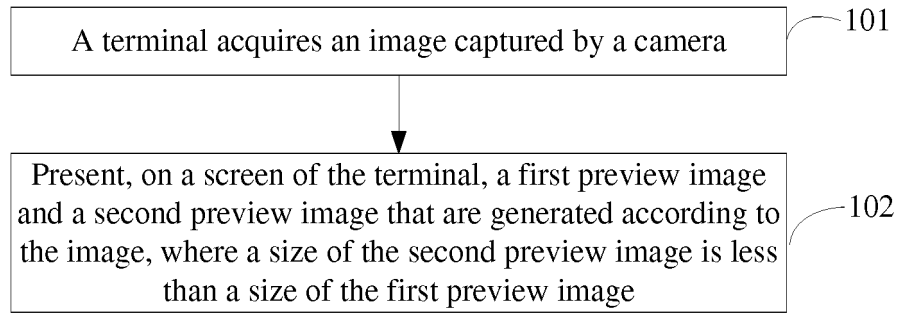 A terminal acquires an image captured by a camera
101
Present, on a screen of the terminal, a first preview image
and a second preview image that are generated according to
the image, where a size of the second preview image is less
than a size of the first preview image
102